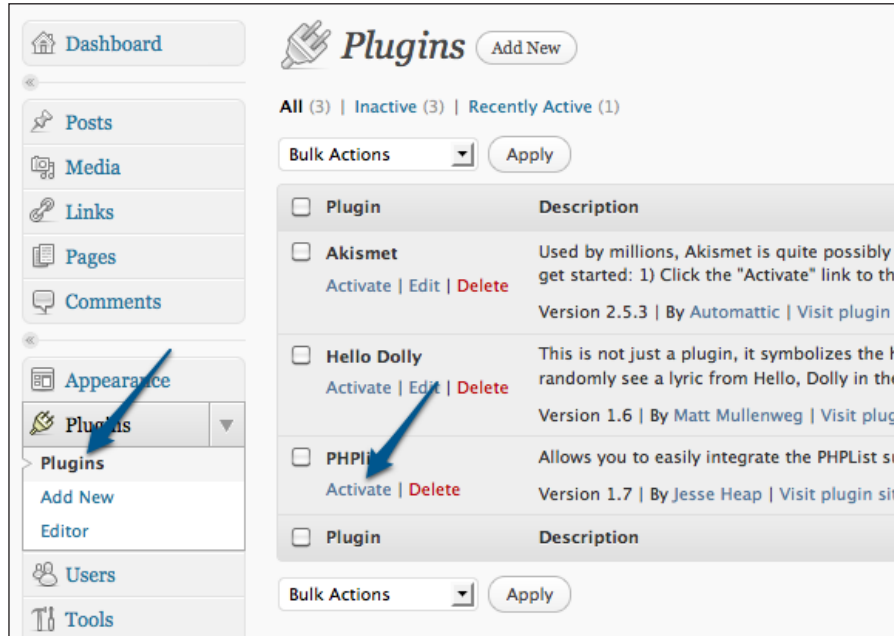 Dashboard
Posts
Media
Links
Pages
Comments
Appearance
Plugins
Plugins
Add New
Editor
Users
Tools
Plugins Add New
All (3) | Inactive (3) | Recently Active (1)
Bulk Actions Apply
Plugin Description
Akismet Used by millions, Akismet is quite possibly
Activate | Edit | Delete get started: 1) Click the "Activate" link to th
Version 2.5.3 | By Automattic | Visit plugin
Hello Dolly This is not just a plugin, it symbolizes the h
Activate | Edit | Delete randomly see a lyric from Hello, Dolly in the
Version 1.6 | By Matt Mullenweg | Visit plug
PHPlist Allows you to easily integrate the PHPList su
Activate | Delete Version 1.7 | By Jesse Heap | Visit plugin sit
Plugin Description
Bulk Actions Apply